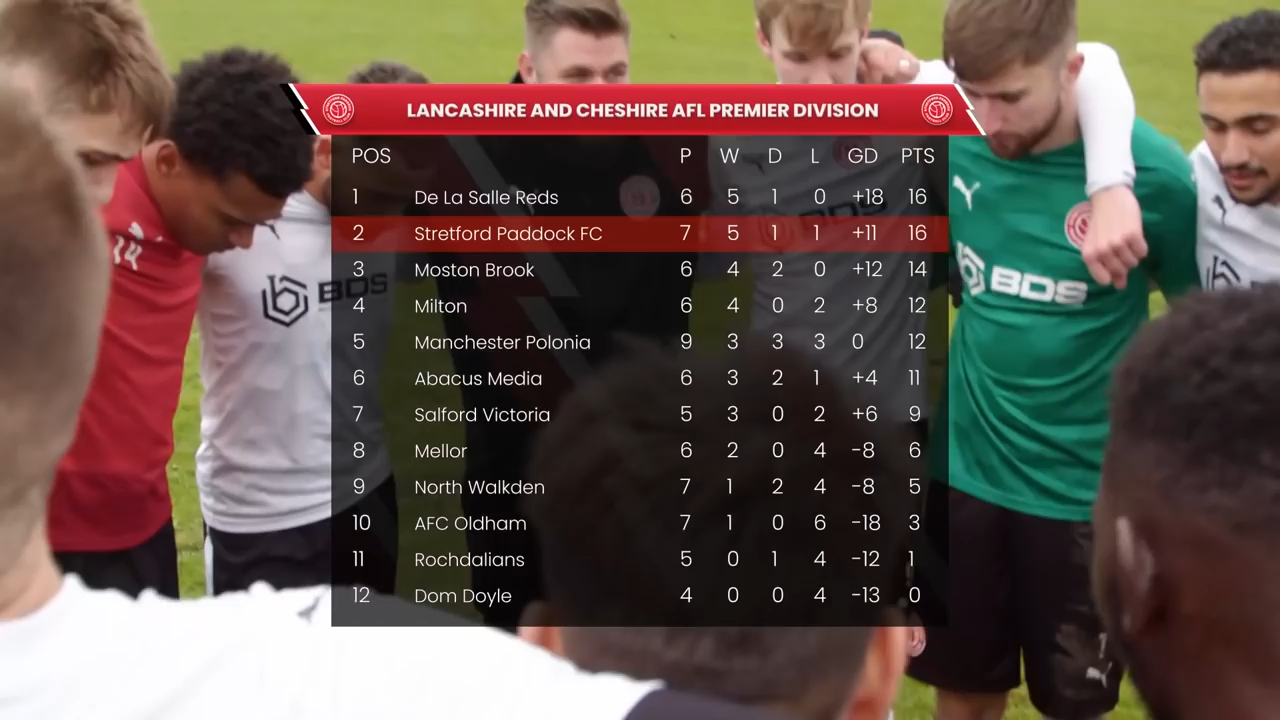 LANCASHIRE AND CHESHIRE AFL PREMIER DIVISION
POS P W D L GD PTS
1 De La Salle Reds 6 5 1 0 +18 16
2 Stretford Paddock FC 7 5 1 1 +11 16
3 Moston Brook 6 4 2 0 +12 14
4 Milton 6 4 0 2 +8 12
5 Manchester Polonia 9 3 3 3 0 12
6 Abacus Media 6 3 2 1 +4 11
7 Salford Victoria 5 3 0 2 +6 9
8 Mellor 6 2 0 4 -8 6
9 North Walkden 7 1 2 4 -8 5
10 AFC Oldham 7 1 0 6 -18 3
11 Rochdalians 5 0 1 4 -12 1
12 Dom Doyle 4 0 0 4 -13 0
14
BDS
BDS
BDS